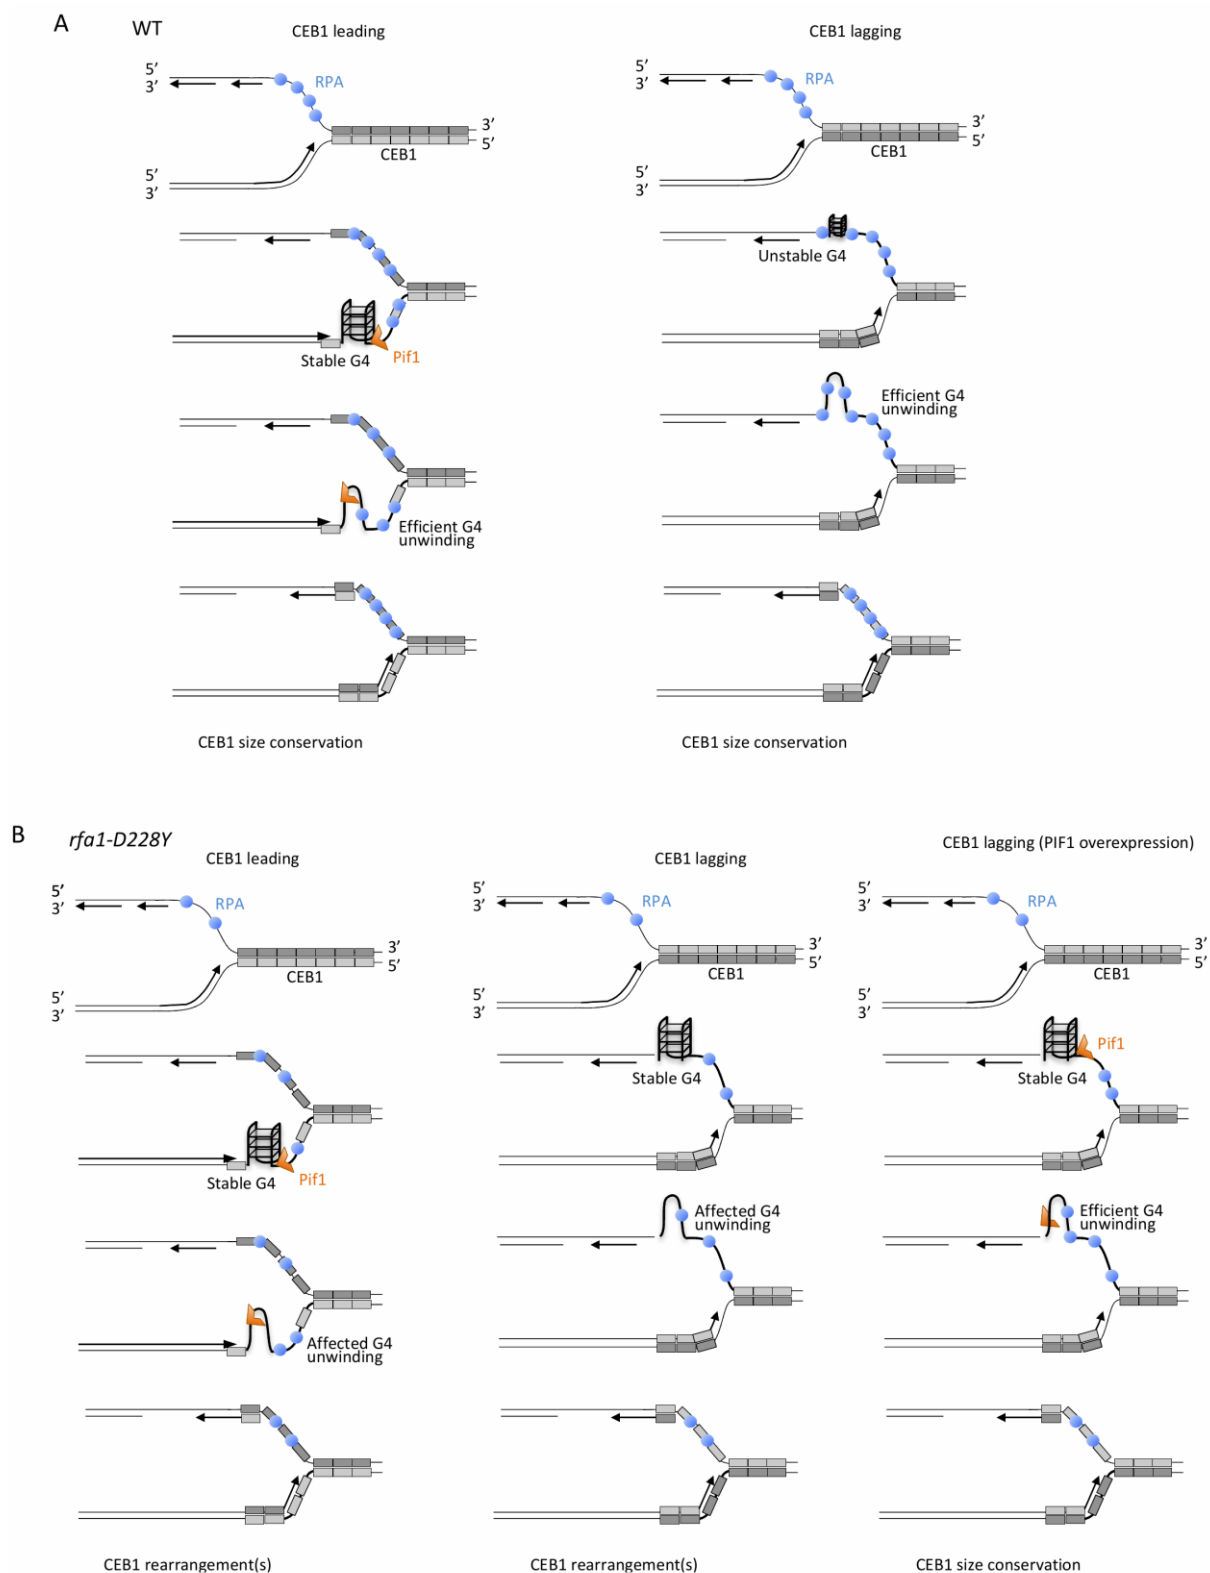 A
WT
CEB1 leading
CEB1 lagging
5’
3’
RPA
3’
5’
CEB1
5’
3’
5’
3’
RPA
3’
5’
CEB1
5’
3’
Stable G4
Pif1
Unstable G4
Efficient G4
unwinding
Efficient G4
unwinding
CEB1 size conservation
CEB1 size conservation
B
rfa1-D228Y
CEB1 leading
CEB1 lagging
CEB1 lagging (PIF1 overexpression)
5’
3’
RPA
3’
5’
CEB1
5’
3’
5’
3’
RPA
3’
5’
CEB1
5’
3’
5’
3’
RPA
3’
5’
CEB1
5’
3’
Stable G4
Pif1
Stable G4
Stable G4
Pif1
Affected G4
unwinding
Affected G4
unwinding
Efficient G4
unwinding
CEB1 rearrangement(s)
CEB1 rearrangement(s)
CEB1 size conservation